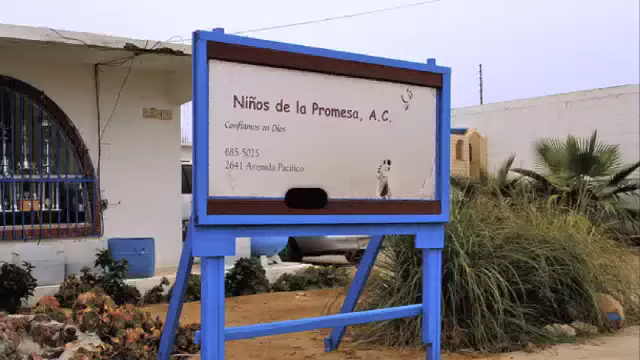 Niños de la Promesa, A.C.
Confiamos en Dios
685-5025
2641 Avenida Pacifico